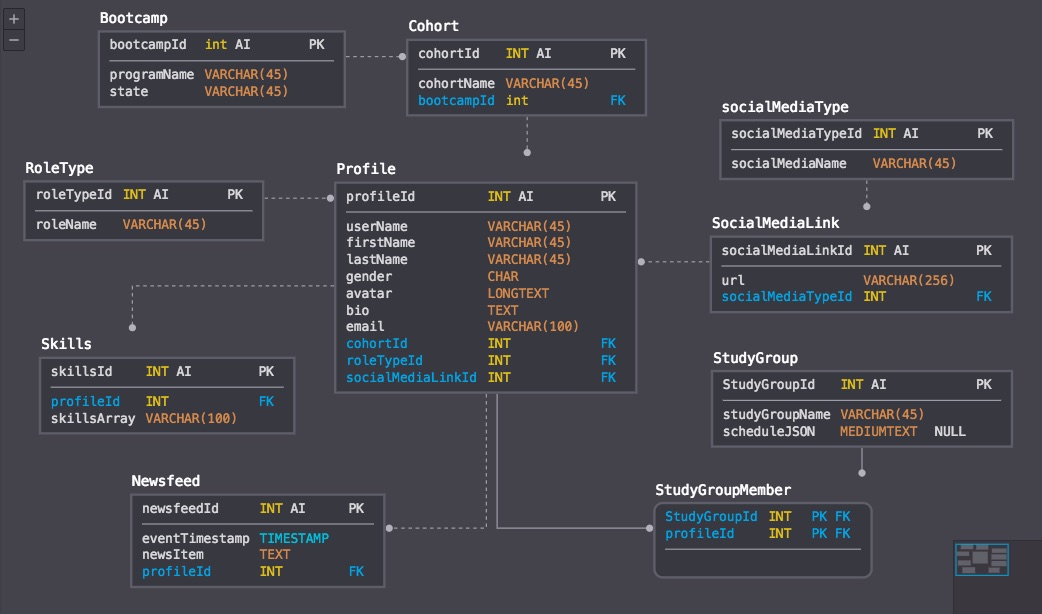 +
−
Bootcamp
bootcampId int AI PK
programName VARCHAR(45)
state VARCHAR(45)
Cohort
cohortId INT AI PK
cohortName VARCHAR(45)
bootcampId int FK
socialMediaType
socialMediaTypeId INT AI PK
socialMediaName VARCHAR(45)
RoleType
roleTypeId INT AI PK
roleName VARCHAR(45)
Profile
profileId INT AI PK
userName VARCHAR(45)
firstName VARCHAR(45)
lastName VARCHAR(45)
gender CHAR
avatar LONGTEXT
bio TEXT
email VARCHAR(100)
cohortId INT FK
roleTypeId INT FK
socialMediaLinkId INT FK
SocialMediaLink
socialMediaLinkId INT AI PK
url VARCHAR(256)
socialMediaTypeId INT FK
Skills
skillsId INT AI PK
profileId INT FK
skillsArray VARCHAR(100)
StudyGroup
StudyGroupId INT AI PK
studyGroupName VARCHAR(45)
scheduleJSON MEDIUMTEXT NULL
Newsfeed
newsfeedId INT AI PK
eventTimestamp TIMESTAMP
newsItem TEXT
profileId INT FK
StudyGroupMember
StudyGroupId INT PK FK
profileId INT PK FK